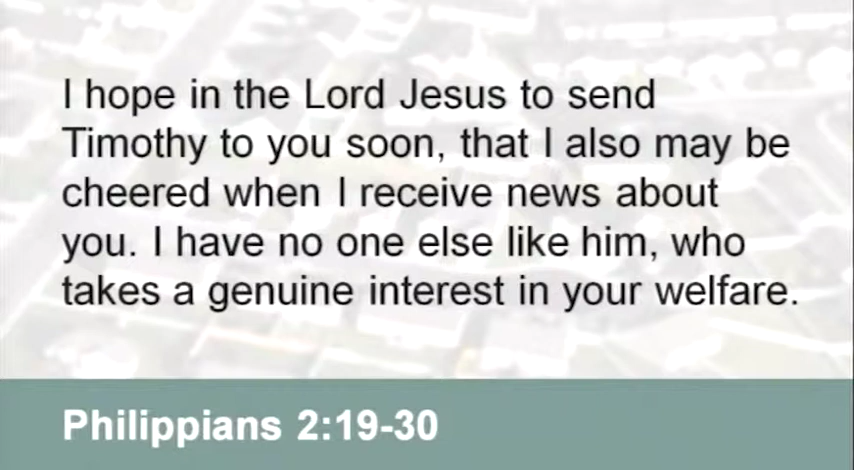 I hope in the Lord Jesus to send
Timothy to you soon, that I also may be
cheered when I receive news about
you. I have no one else like him, who
takes a genuine interest in your welfare.
Philippians 2:19-30